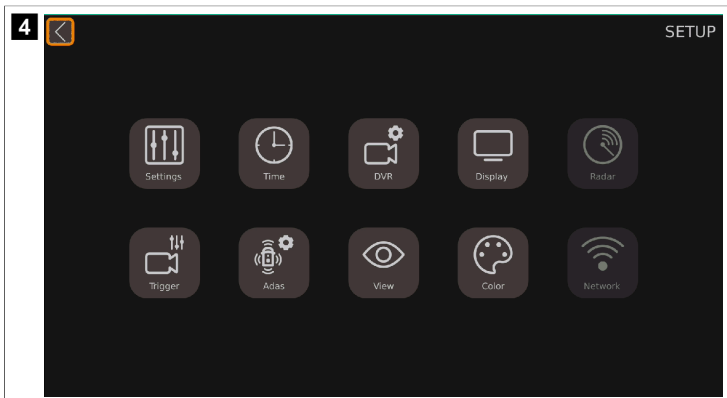 4
SETUP
Settings Time DVR Display Radar
Trigger Adas View Color Network